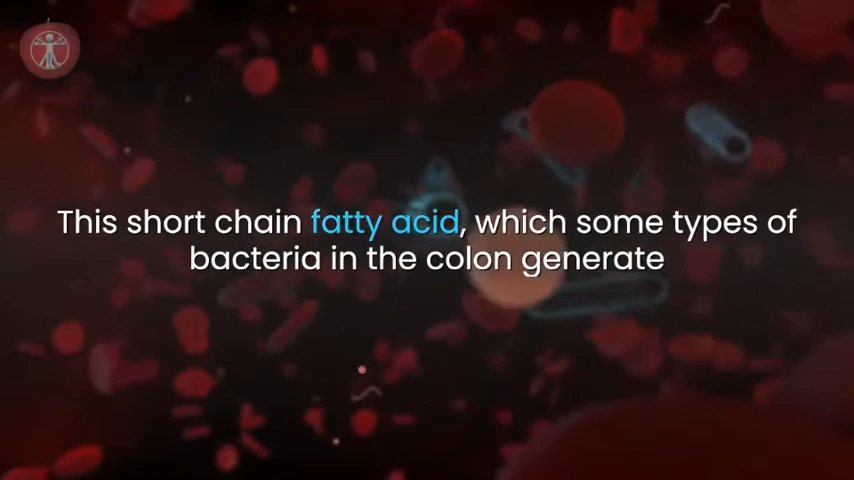 This short chain fatty acid, which some types of
bacteria in the colon generate